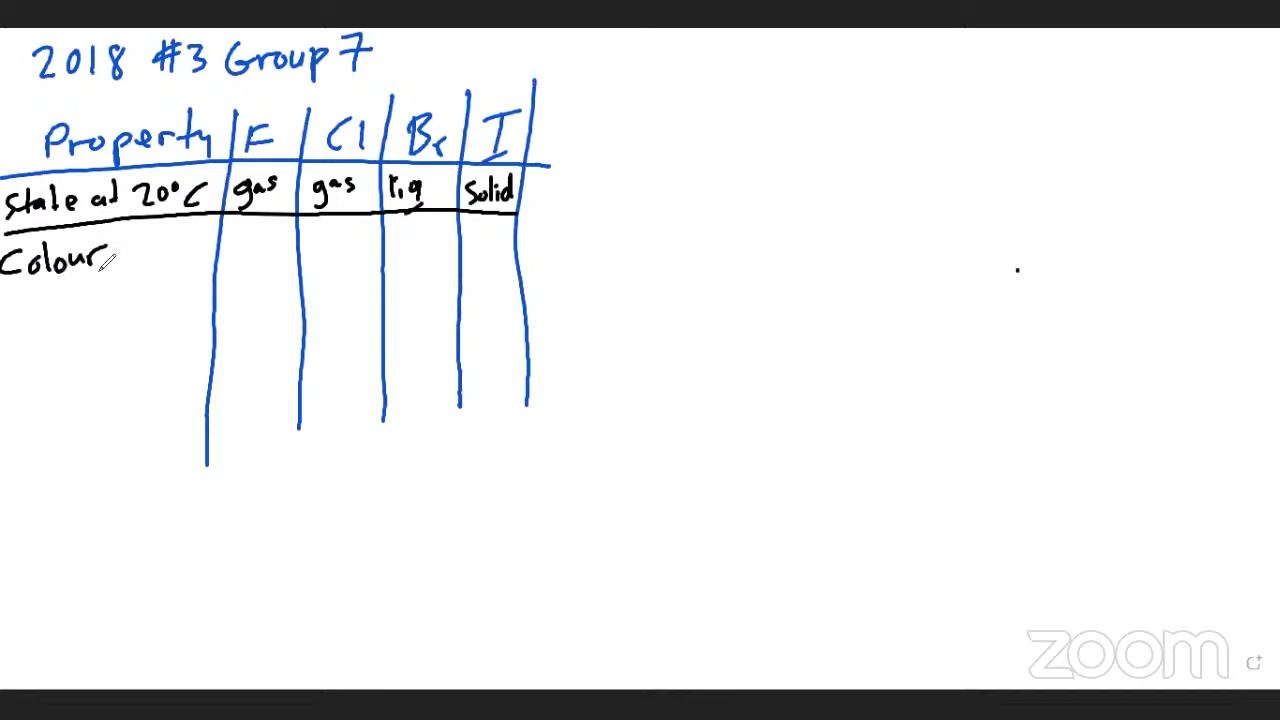 2018 #3 Group 7
Property F Cl Br I
State at 20°C gas gas liq Solid
Colour
zoom